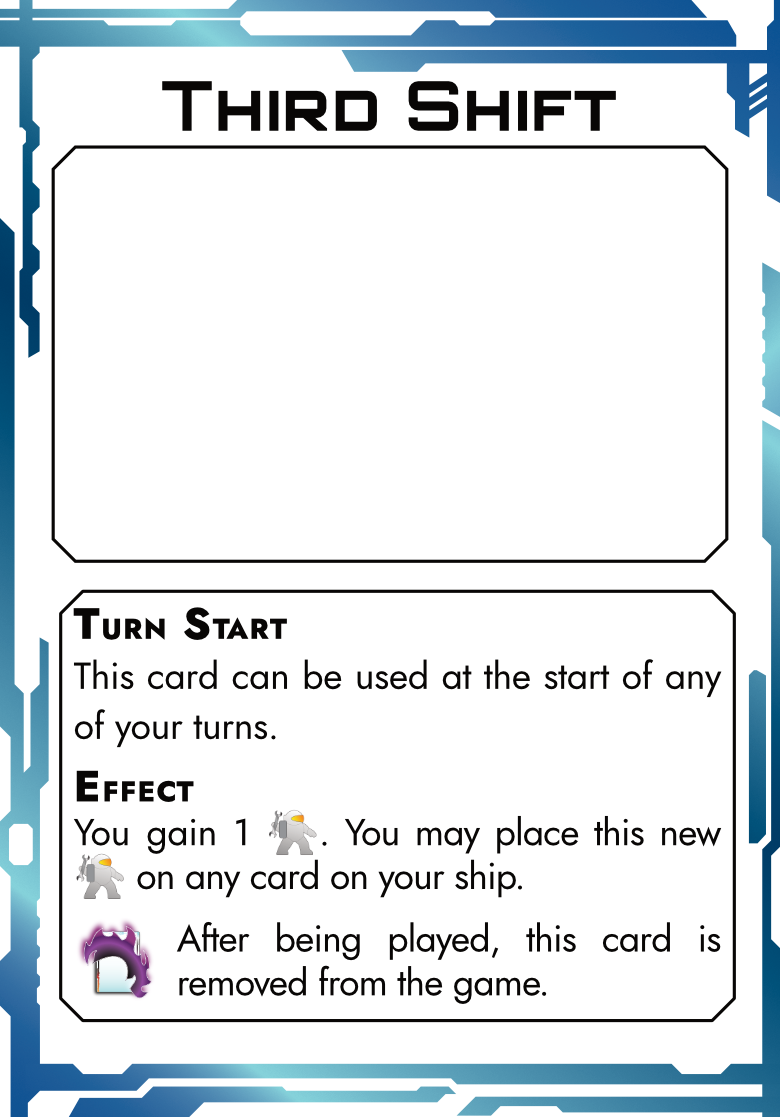 Third Shift
Turn Start
This card can be used at the start of any
of your turns.
Effect
You gain 1 . You may place this new
on any card on your ship.
After being played, this card is
removed from the game.